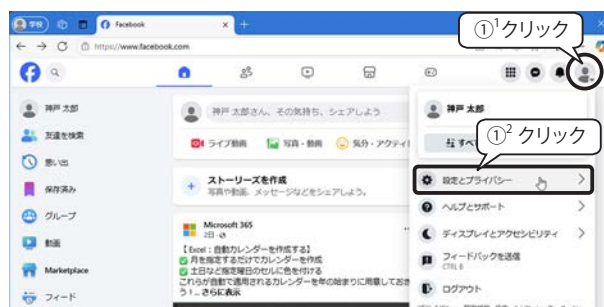 学校
Facebook
①¹クリック
https://www.facebook.com
神戸 太郎
友達を検索
思い出
保存済み
グループ
動画
Marketplace
フィード
神戸 太郎さん、その気持ち、シェアしよう
ライブ動画
写真・動画
気分・アクティ
ストーリーズを作成
写真や動画、メッセージなどをシェアしよう。
Microsoft 365
2日
【Excel：自動カレンダーを作成する】
月を指定するだけでカレンダーを作成
土日など指定曜日のセルに色を付ける
これらが自動で適用されるカレンダーを年の始まりに用意してお
う！... さらに表示
神戸 太郎
すべ
①² クリック
設定とプライバシー
ヘルプとサポート
ディスプレイとアクセシビリティ
フィードバックを送信
CTRL B
ログアウト